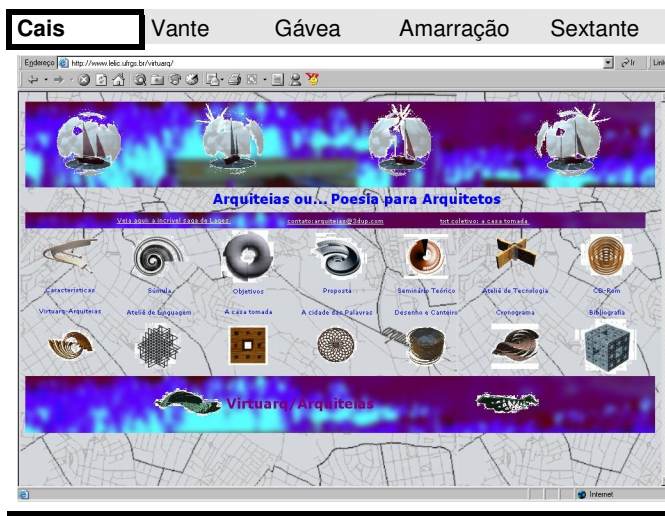 Cais Vante Gávea Amarração Sextante
Endereço http://www.lelic.ufrgs.br/virtuarq/ Ir Link
Arquiteias ou... Poesia para Arquitetos
Veja aqui: a incrível saga de Lages. contato:arquiteias@3dup.com txt coletivo: a casa tomada.
Características Súmula Objetivos Proposta Seminário Teórico Ateliê de Tecnologia CD-Rom
Virtuarq-Arquiteias Ateliê de Linguagem A casa tomada A cidade das Palavras Desenho e Canteiro Cronograma Bibliografia
Virtuarq/Arquiteias
Internet